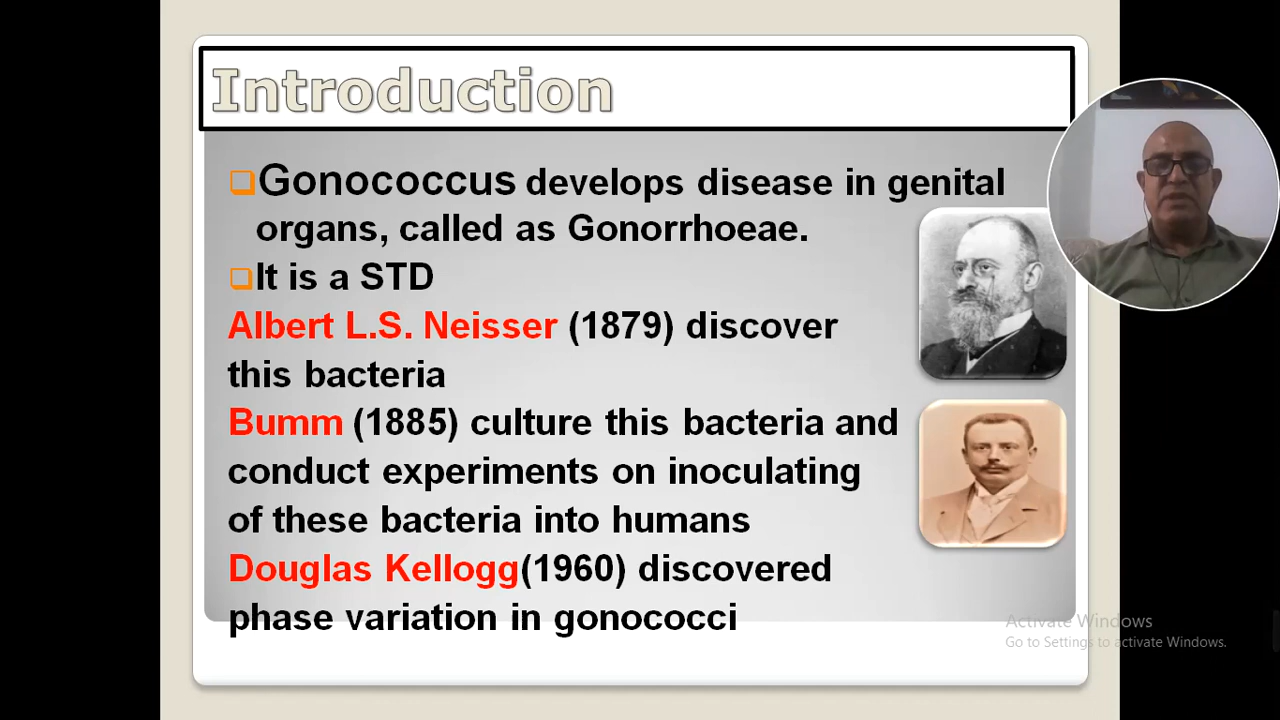 Introduction
Gonococcus develops disease in genital
organs, called as Gonorrhoeae.
It is a STD
Albert L.S. Neisser (1879) discover
this bacteria
Bumm (1885) culture this bacteria and
conduct experiments on inoculating
of these bacteria into humans
Douglas Kellogg(1960) discovered
phase variation in gonococci
Activate Windows
Go to Settings to activate Windows.